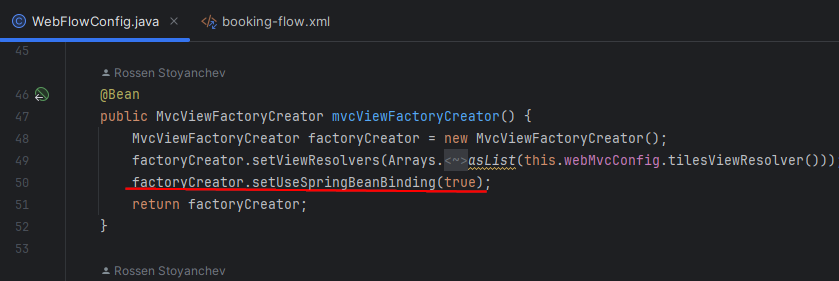 WebFlowConfig.java × booking-flow.xml
45
Rossen Stoyanchev
46 @Bean
47 public MvcViewFactoryCreator mvcViewFactoryCreator() {
48 MvcViewFactoryCreator factoryCreator = new MvcViewFactoryCreator();
49 factoryCreator.setViewResolvers(Arrays.<~>asList(this.webMvcConfig.tilesViewResolver()))
50 factoryCreator.setUseSpringBeanBinding(true);
51 return factoryCreator;
52 }
53
Rossen Stoyanchev